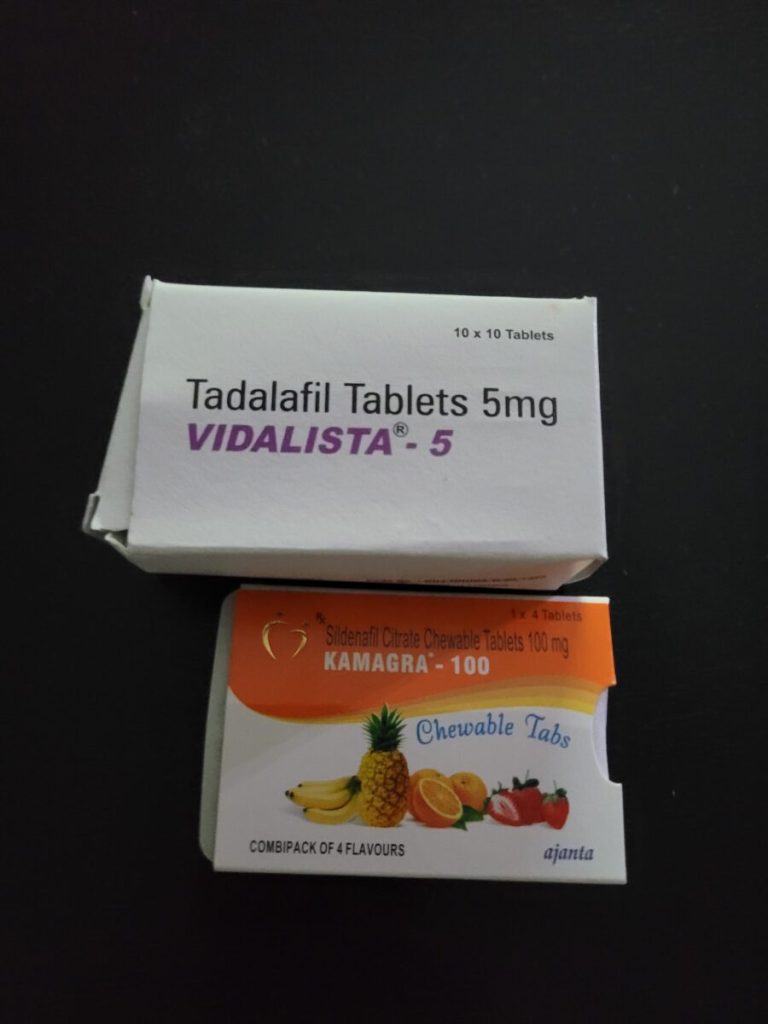 10 x 10 Tablets
Tadalafil Tablets 5mg
VIDALISTA® - 5
1 x 4 Tablets
Rx Sildenafil Citrate Chewable Tablets 100 mg
KAMAGRA® - 100
Chewable Tabs
COMBIPACK OF 4 FLAVOURS
ajanta